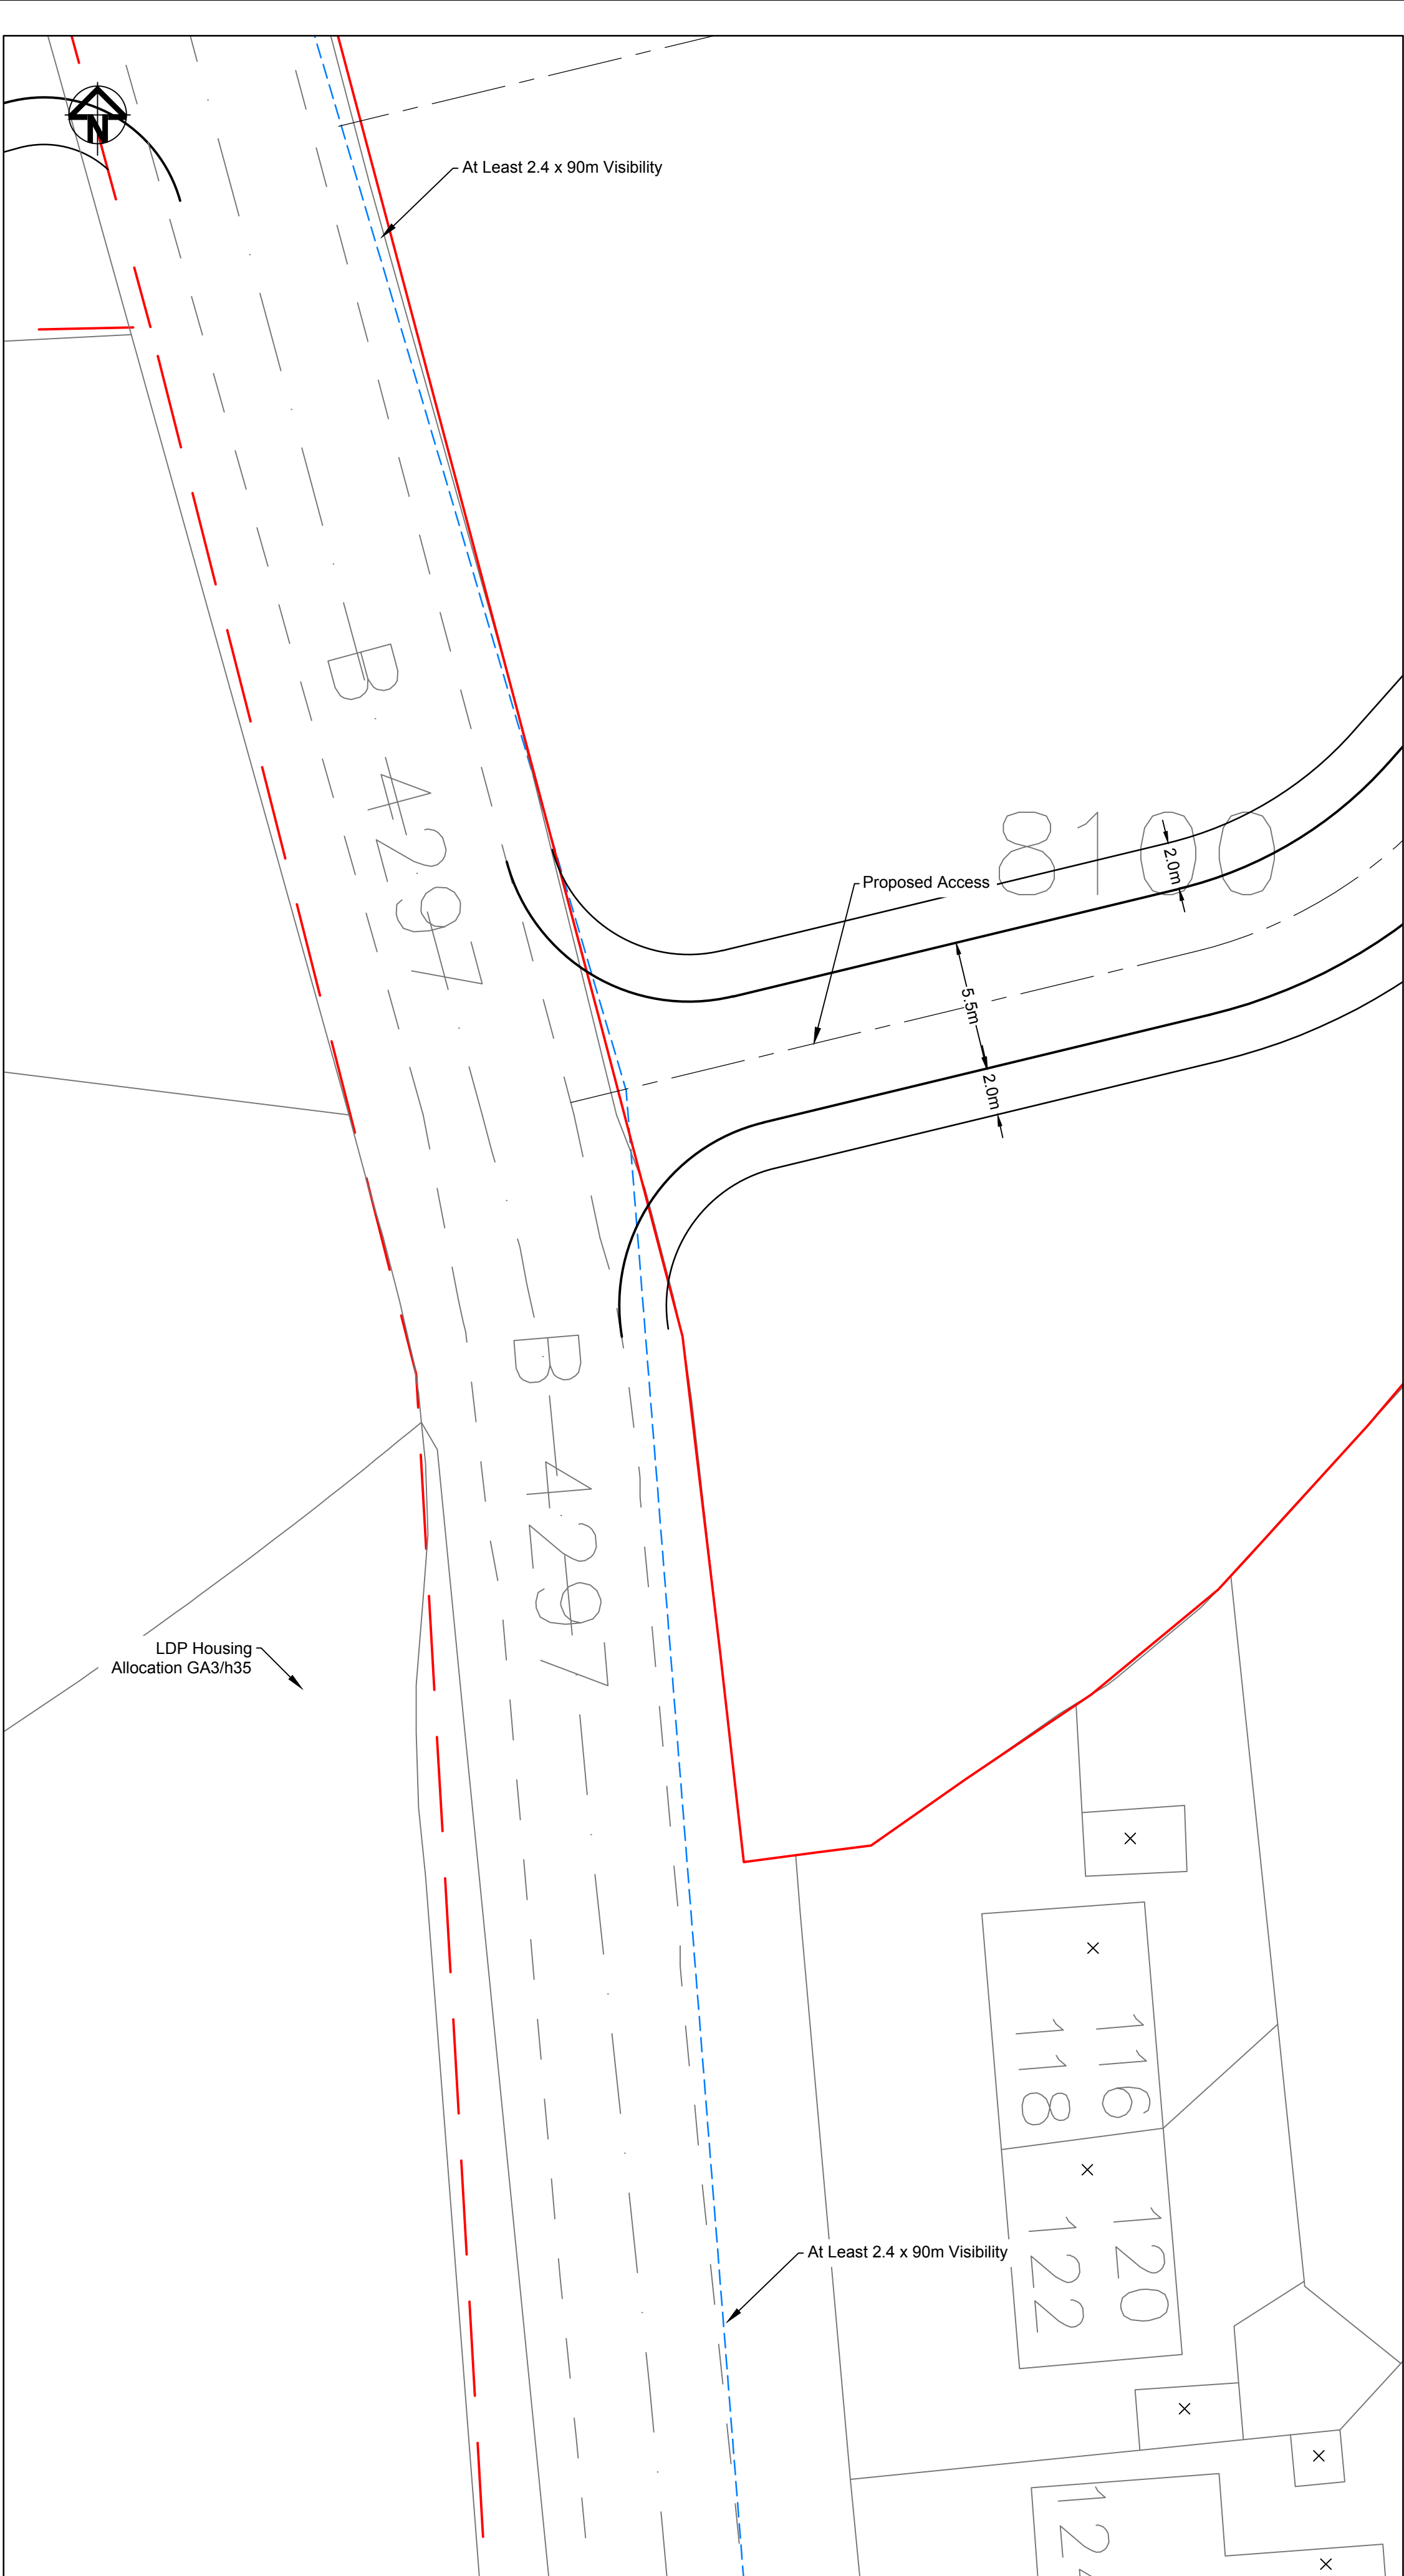 N
At Least 2.4 x 90m Visibility
B 4297
8100
2.0m
Proposed Access
5.5m
2.0m
B 4297
LDP Housing
Allocation GA3/h35
116
118
120
122
At Least 2.4 x 90m Visibility